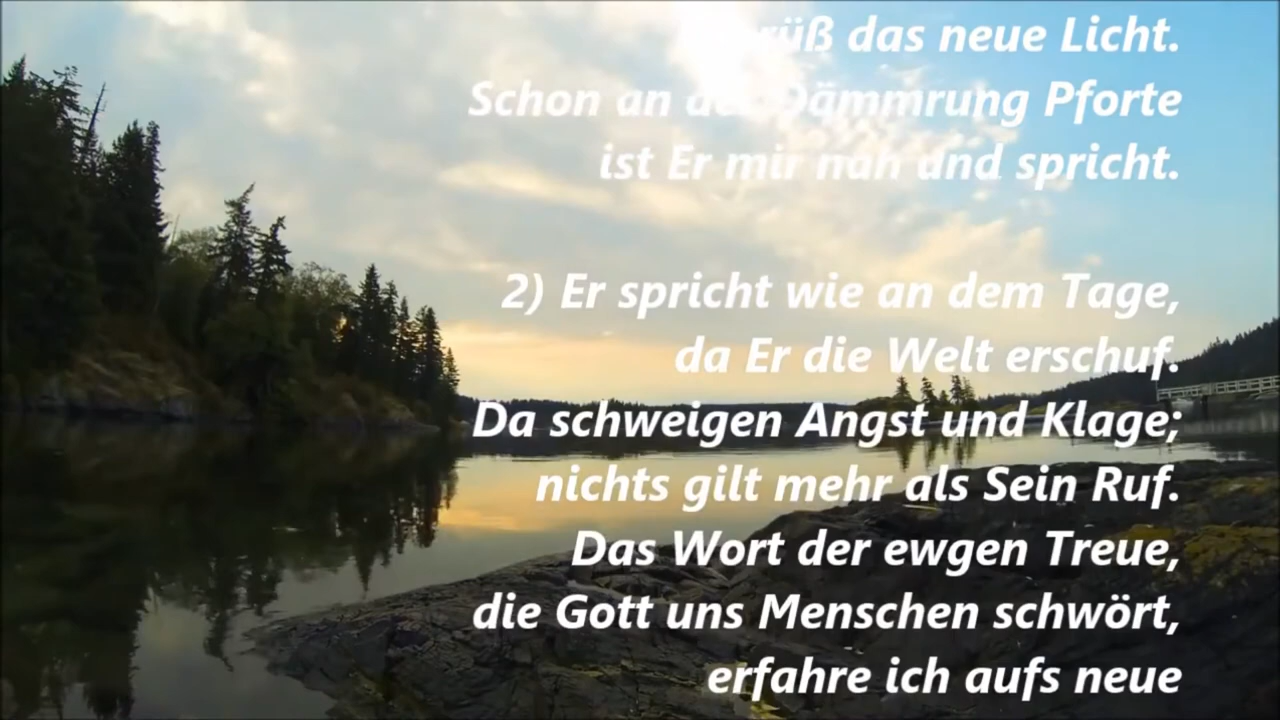 das neue Licht.
Schon an der Dämmrung Pforte
ist Er mir nah und spricht.
2) Er spricht wie an dem Tage,
da Er die Welt erschuf.
Da schweigen Angst und Klage;
nichts gilt mehr als Sein Ruf.
Das Wort der ewgen Treue,
die Gott uns Menschen schwört,
erfahre ich aufs neue